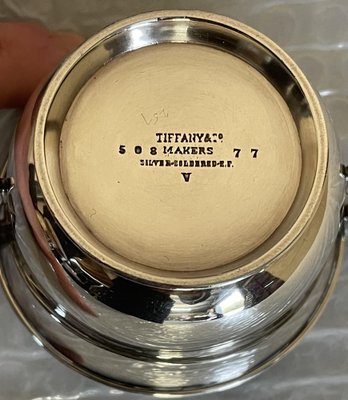 TIFFANY & Co.
508 MAKERS 77
SILVER-SOLDERED-E.P.
V